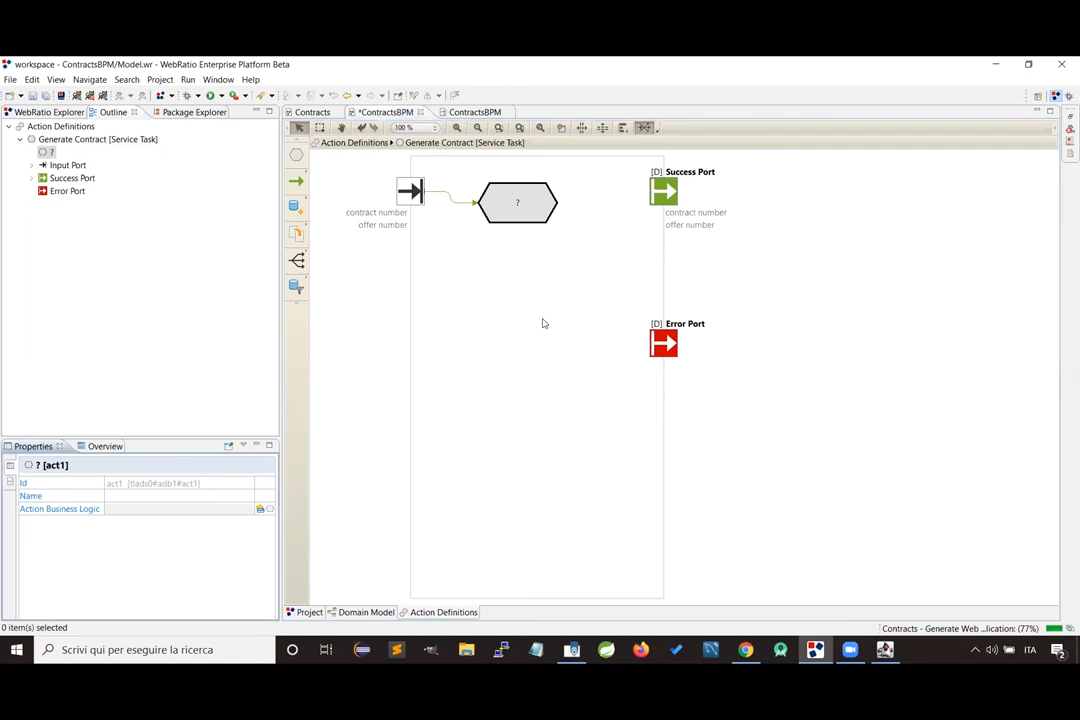 workspace - ContractsBPM/Model.wr - WebRatio Enterprise Platform Beta
File Edit View Navigate Search Project Run Window Help
WebRatio Explorer Outline Package Explorer
Contracts *ContractsBPM ContractsBPM
100 %
Action Definitions Generate Contract [Service Task]
Action Definitions
Generate Contract [Service Task]
?
Input Port
Success Port
Error Port
[D] Success Port
?
contract number
offer number
contract number
offer number
[D] Error Port
Properties Overview
? [act1]
Id act1 [tlads0#adb1#act1]
Name
Action Business Logic
Project Domain Model Action Definitions
0 item(s) selected
Contracts - Generate Web ...lication: (77%)
Scrivi qui per eseguire la ricerca
ITA
2